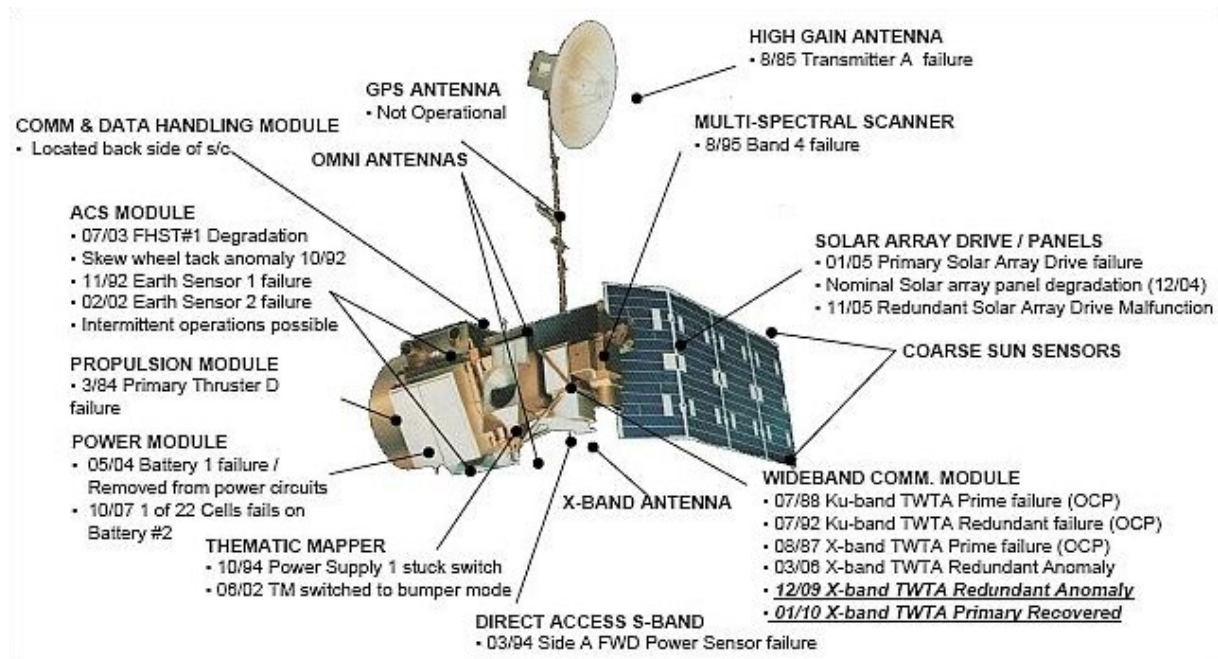 HIGH GAIN ANTENNA
• 8/85 Transmitter A failure
GPS ANTENNA
• Not Operational
COMM & DATA HANDLING MODULE
• Located back side of s/c
OMNI ANTENNAS
MULTI-SPECTRAL SCANNER
• 8/95 Band 4 failure
ACS MODULE
• 07/03 FHST#1 Degradation
• Skew wheel tack anomaly 10/92
• 11/92 Earth Sensor 1 failure
• 02/02 Earth Sensor 2 failure
• Intermittent operations possible
SOLAR ARRAY DRIVE / PANELS
• 01/05 Primary Solar Array Drive failure
• Nominal Solar array panel degradation (12/04)
• 11/05 Redundant Solar Array Drive Malfunction
COARSE SUN SENSORS
PROPULSION MODULE
• 3/84 Primary Thruster D
failure
POWER MODULE
• 05/04 Battery 1 failure /
Removed from power circuits
• 10/07 1 of 22 Cells fails on
Battery #2
THEMATIC MAPPER
• 10/94 Power Supply 1 stuck switch
• 06/02 TM switched to bumper mode
X-BAND ANTENNA
DIRECT ACCESS S-BAND
• 03/94 Side A FWD Power Sensor failure
WIDEBAND COMM. MODULE
• 07/88 Ku-band TWTA Prime failure (OCP)
• 07/92 Ku-band TWTA Redundant failure (OCP)
• 08/87 X-band TWTA Prime failure (OCP)
• 03/06 X-band TWTA Redundant Anomaly
• 12/09 X-band TWTA Redundant Anomaly
• 01/10 X-band TWTA Primary Recovered